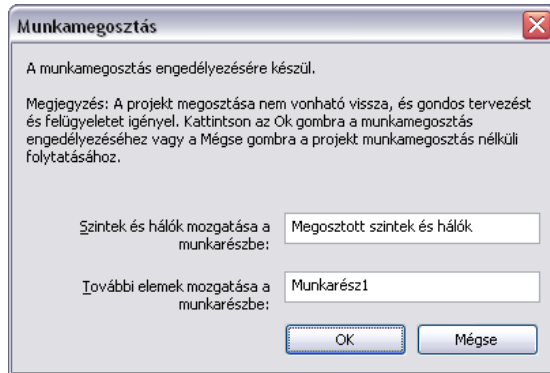 Munkamegosztás
A munkamegosztás engedélyezésére készül.
Megjegyzés: A projekt megosztása nem vonható vissza, és gondos tervezést
és felügyeletet igényel. Kattintson az Ok gombra a munkamegosztás
engedélyezéséhez vagy a Mégse gombra a projekt munkamegosztás nélküli
folytatásához.
Szintek és hálók mozgatása a
munkarészbe:
Megosztott szintek és hálók
További elemek mozgatása a
munkarészbe:
Munkarész1
OK
Mégse